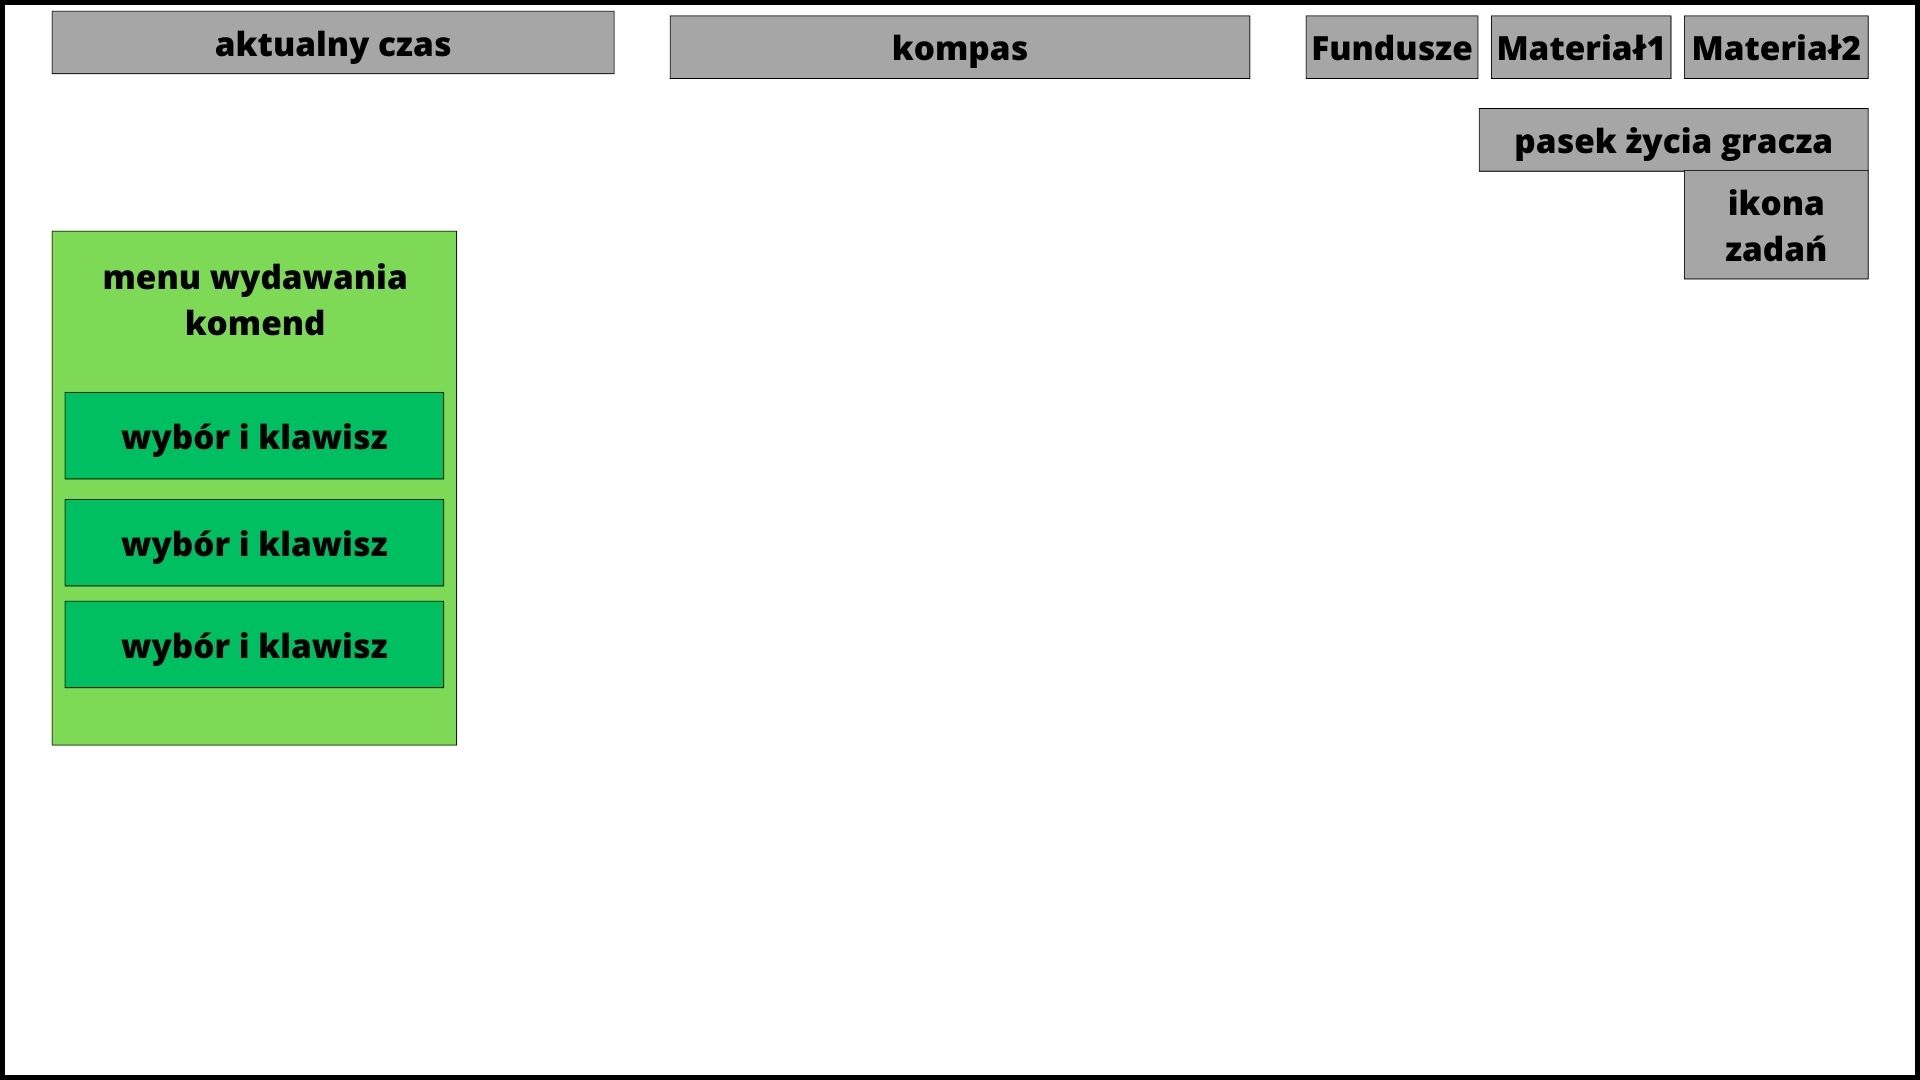 aktualny czas
kompas
Fundusze
Materiał1
Materiał2
pasek życia gracza
ikona
zadań
menu wydawania
komend
wybór i klawisz
wybór i klawisz
wybór i klawisz